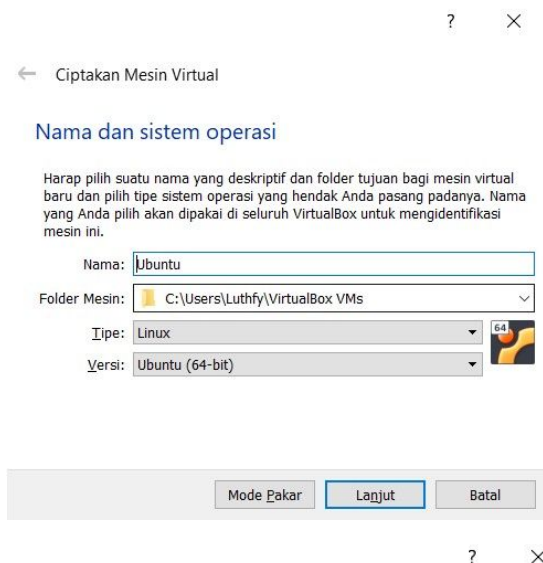 ?
Ciptakan Mesin Virtual
Nama dan sistem operasi
Harap pilih suatu nama yang deskriptif dan folder tujuan bagi mesin virtual
baru dan pilih tipe sistem operasi yang hendak Anda pasang padanya. Nama
yang Anda pilih akan dipakai di seluruh VirtualBox untuk mengidentifikasi
mesin ini.
Nama: Ubuntu
Folder Mesin: C:\Users\Luthfy\VirtualBox VMs
Tipe: Linux
64
Versi: Ubuntu (64-bit)
Mode Pakar Lanjut Batal
?